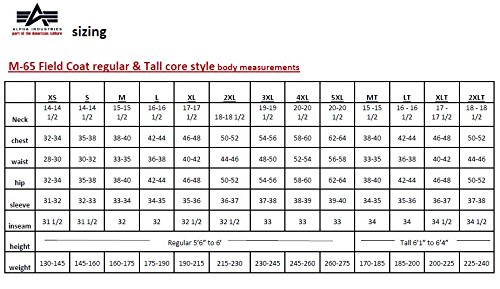 ALPHA INDUSTRIES
part of the american culture
sizing
M-65 Field Coat regular & Tall core style body measurements
XS S M L XL 2XL 3XL 4XL 5XL MT LT XLT 2XLT
Neck 14-14 1/2 14-14 1/2 15-15 1/2 16-16 1/2 17-17 1/2 18-18 1/2 19-19 1/2 20-20 1/2 20-20 1/2 15 -15 1/2 16 - 16 1/2 17 - 17 1/2 18 - 18 1/2
chest 32-34 35-38 38-40 42-44 46-48 50-52 54-56 58-60 62-64 38-40 42-44 46-48 50-52
waist 28-30 30-32 33-35 36-38 40-42 44-46 48-50 52-54 56-58 33-35 36-38 40-42 44-46
hip 32-34 35-38 38-40 42-44 46-48 50-52 54-56 58-60 62-64 38-40 42-44 46-48 50-52
sleeve 31-32 32-33 33-34 34-35 35-36 36-37 37-38 38-39 39-40 34-35 35-36 36-37 37-38
inseam 31 1/2 31 1/2 32 32 32 1/2 32 1/2 33 33 33 34 34 34 1/2 34 1/2
height Regular 5'6" to 6' Tall 6'1" to 6'4"
weight 130-145 145-160 160-175 175-190 190-215 215-230 230-245 245-260 260-275 170-185 185-200 200-225 225-240